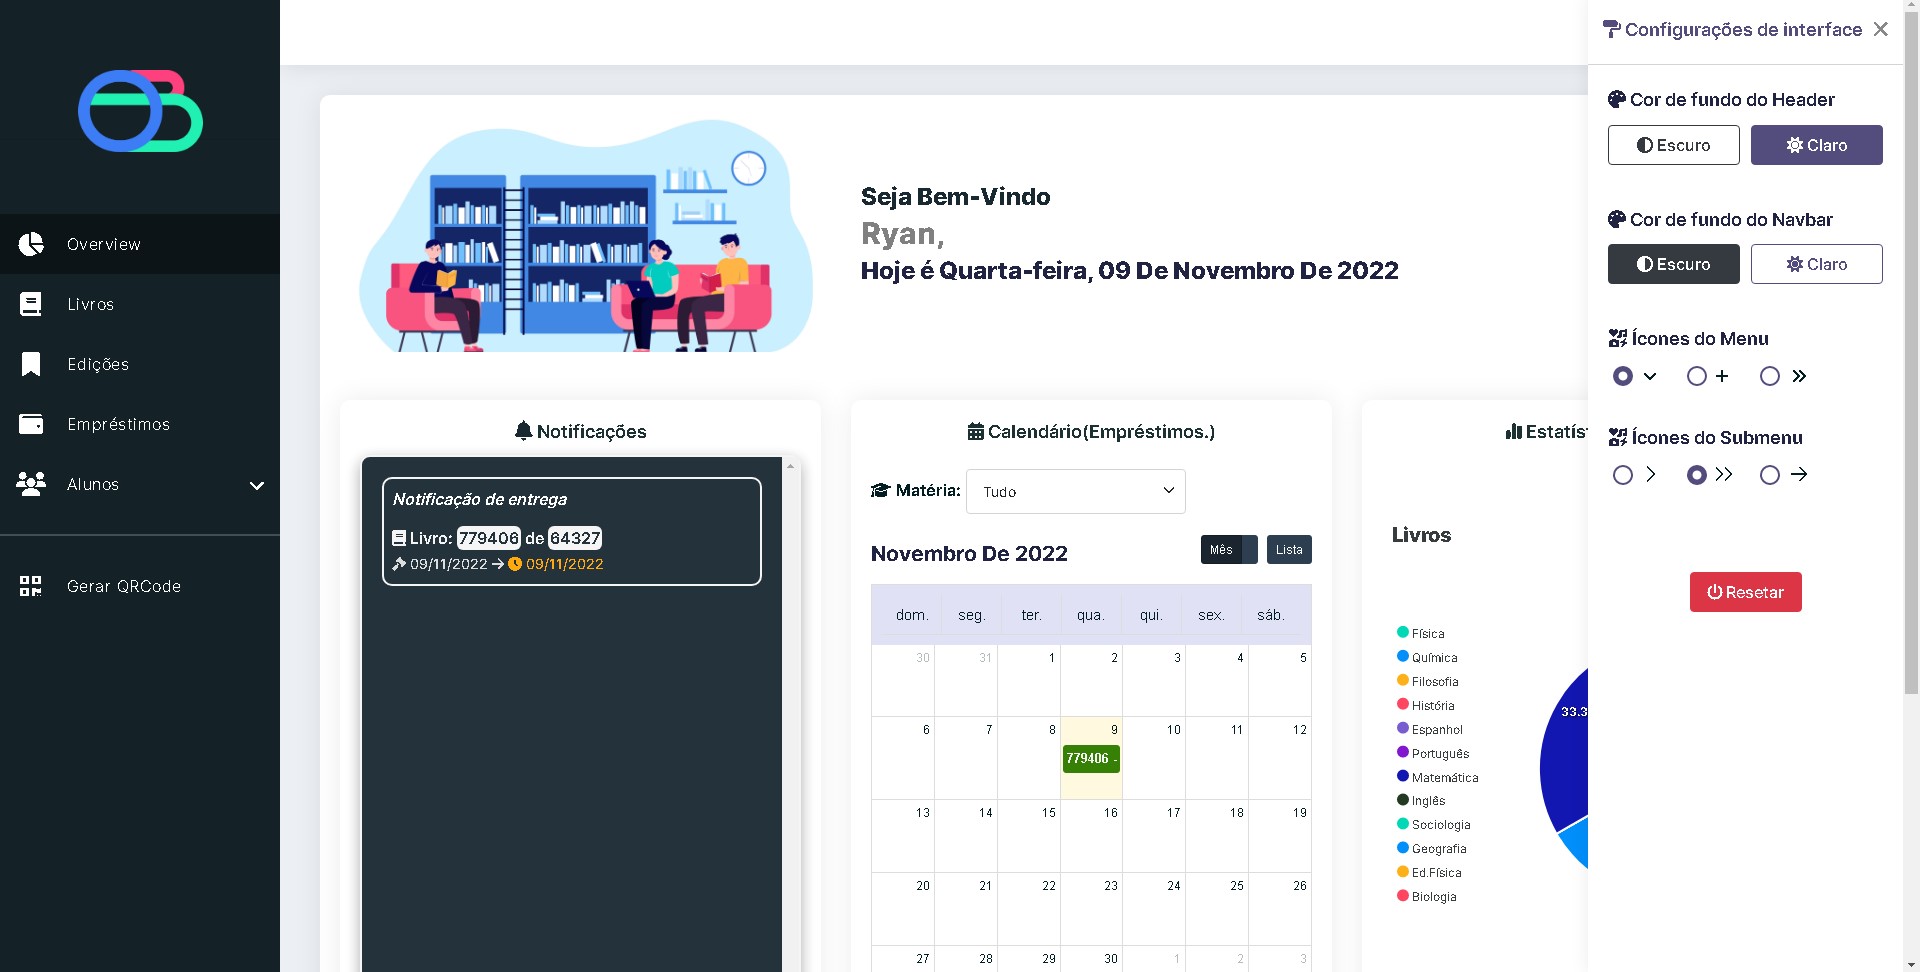 Overview
Livros
Edições
Empréstimos
Alunos
Gerar QRCode
Seja Bem-Vindo
Ryan,
Hoje é Quarta-feira, 09 De Novembro De 2022
Notificações
Notificação de entrega
Livro: 779406 de 64327
09/11/2022 → 09/11/2022
Calendário(Empréstimos.)
Matéria: Tudo
Novembro De 2022 Mês Lista
dom. seg. ter. qua. qui. sex. sáb.
30 31 1 2 3 4 5
6 7 8 9 10 11 12
779406 -
13 14 15 16 17 18 19
20 21 22 23 24 25 26
27 28 29 30 1 2 3
Estatís
Livros
Física
Química
Filosofia
História
Espanhol
Português
Matemática
Inglês
Sociologia
Geografia
Ed.Física
Biologia
33.3
Configurações de interface
Cor de fundo do Header
Escuro Claro
Cor de fundo do Navbar
Escuro Claro
Ícones do Menu
Ícones do Submenu
Resetar